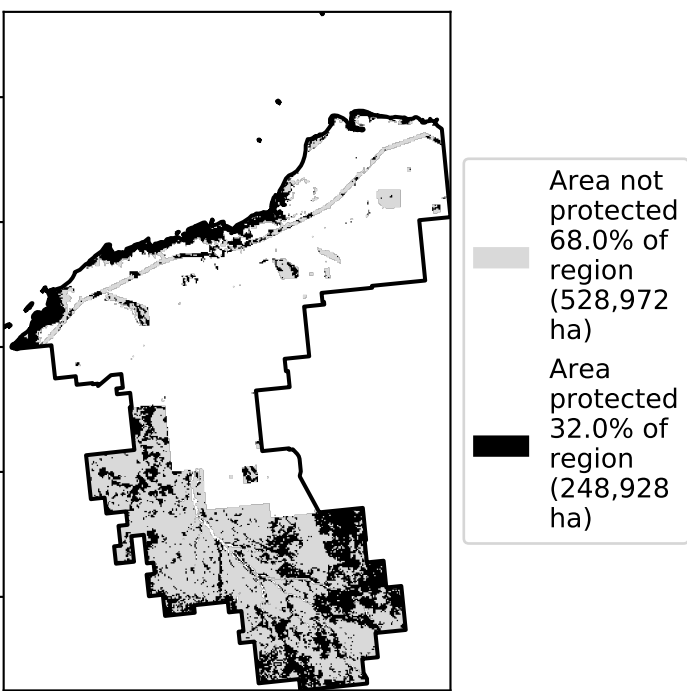 Area not
protected
68.0% of
region
(528,972
ha)
Area
protected
32.0% of
region
(248,928
ha)